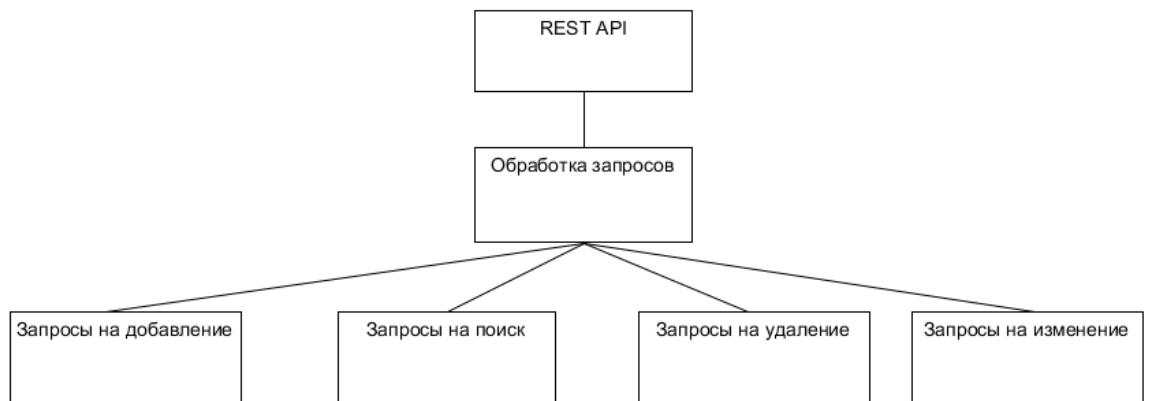 REST API
Обработка запросов
Запросы на добавление
Запросы на поиск
Запросы на удаление
Запросы на изменение